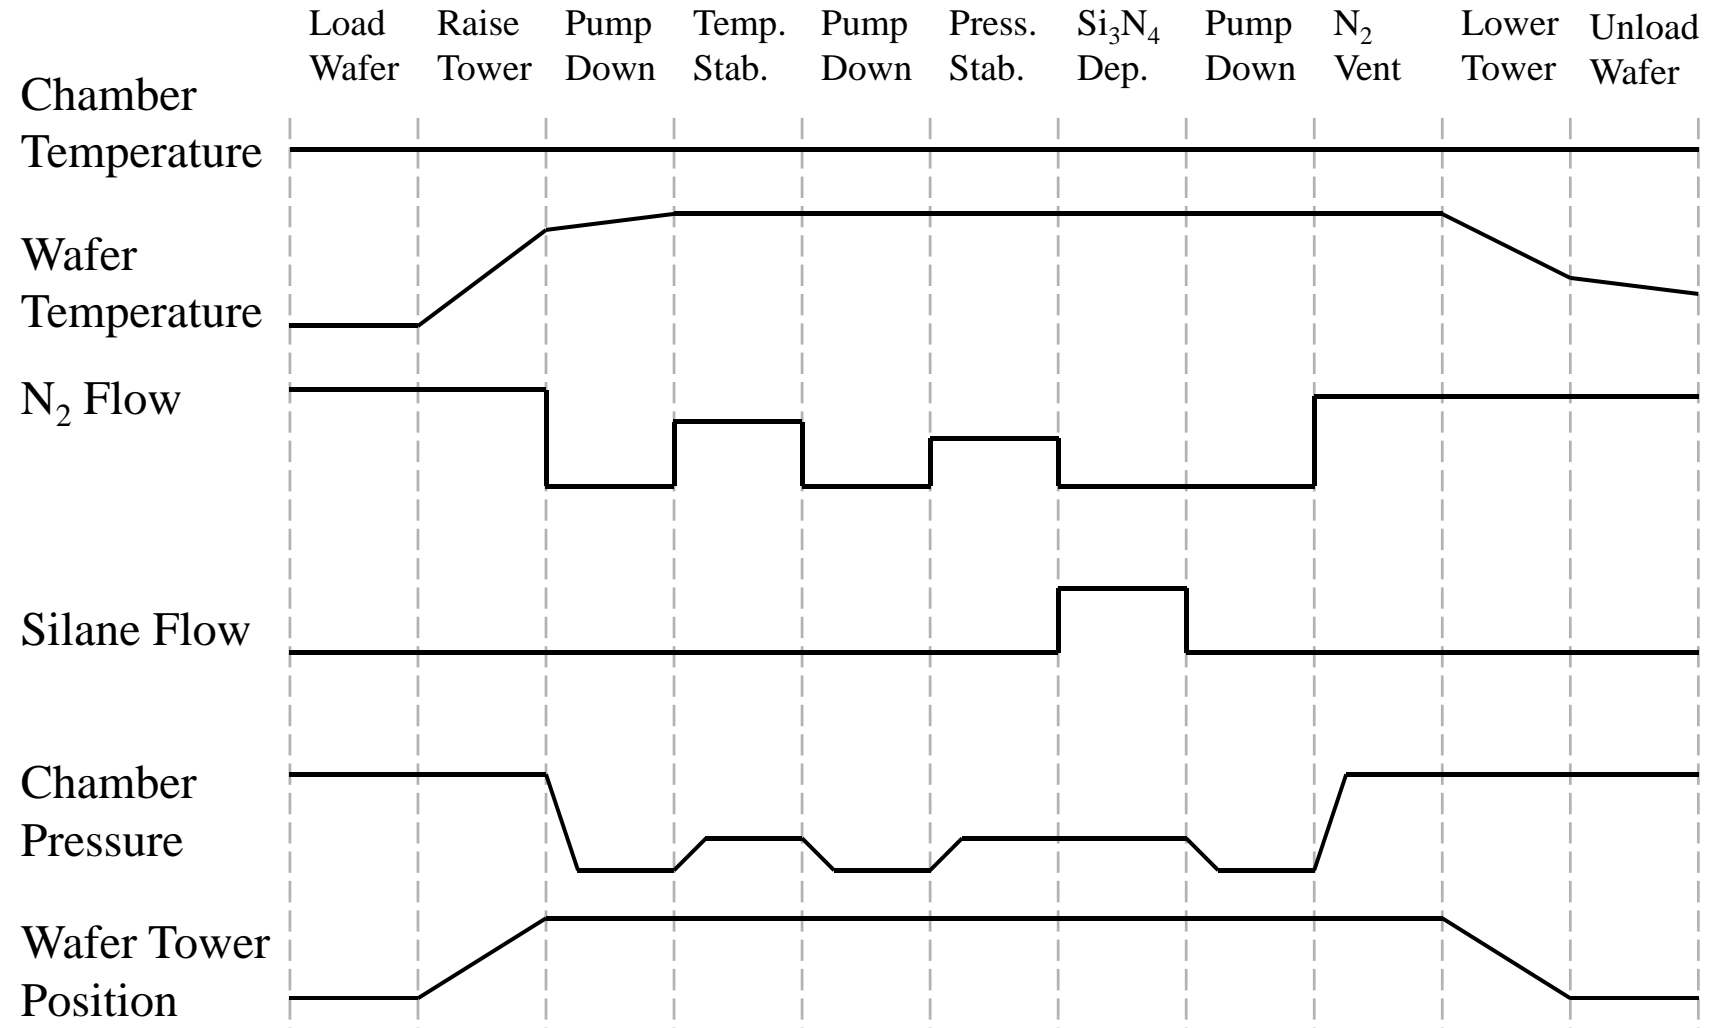 Load Raise Pump Temp. Pump Press. Si₃N₄ Pump N₂ Lower Unload
Wafer Tower Down Stab. Down Stab. Dep. Down Vent Tower Wafer
Chamber
Temperature
Wafer
Temperature
N₂ Flow
Silane Flow
Chamber
Pressure
Wafer Tower
Position